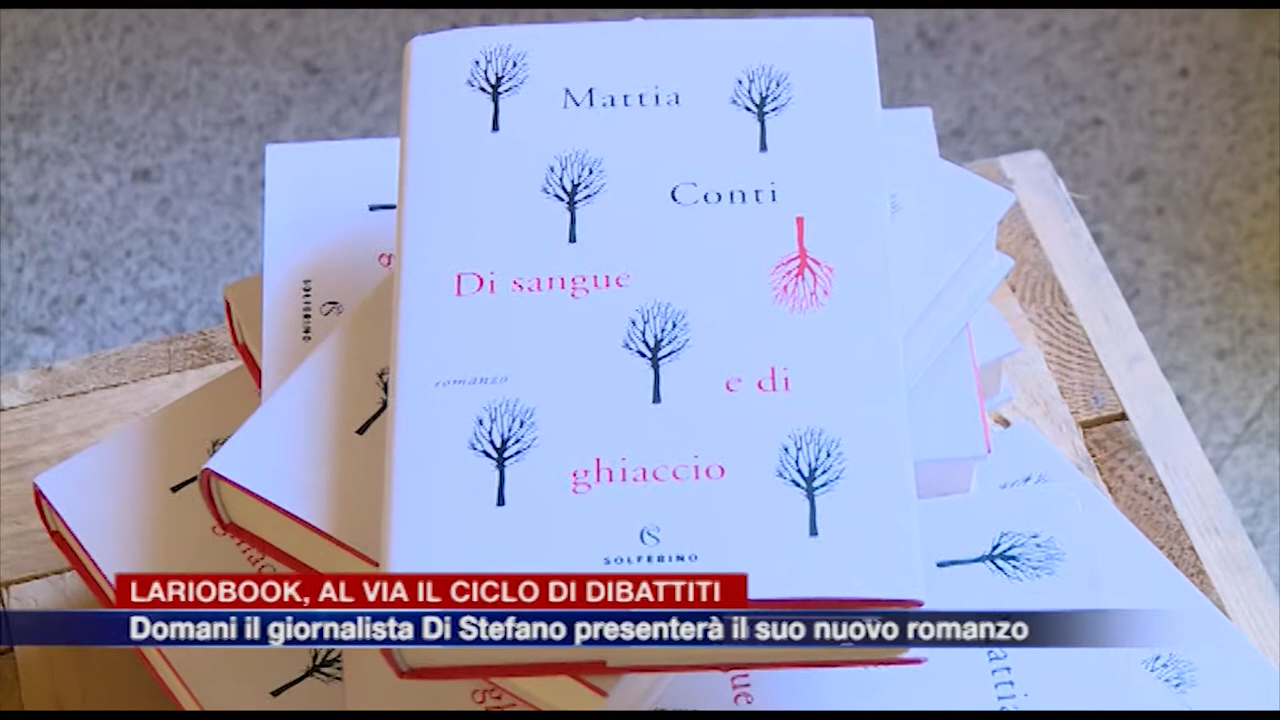 Mattia
Conti
Di sangue
romanzo
e di
ghiaccio
SOLFERINO
SOLFERINO
LARIOBOOK, AL VIA IL CICLO DI DIBATTITI
Domani il giornalista Di Stefano presenterà il suo nuovo romanzo